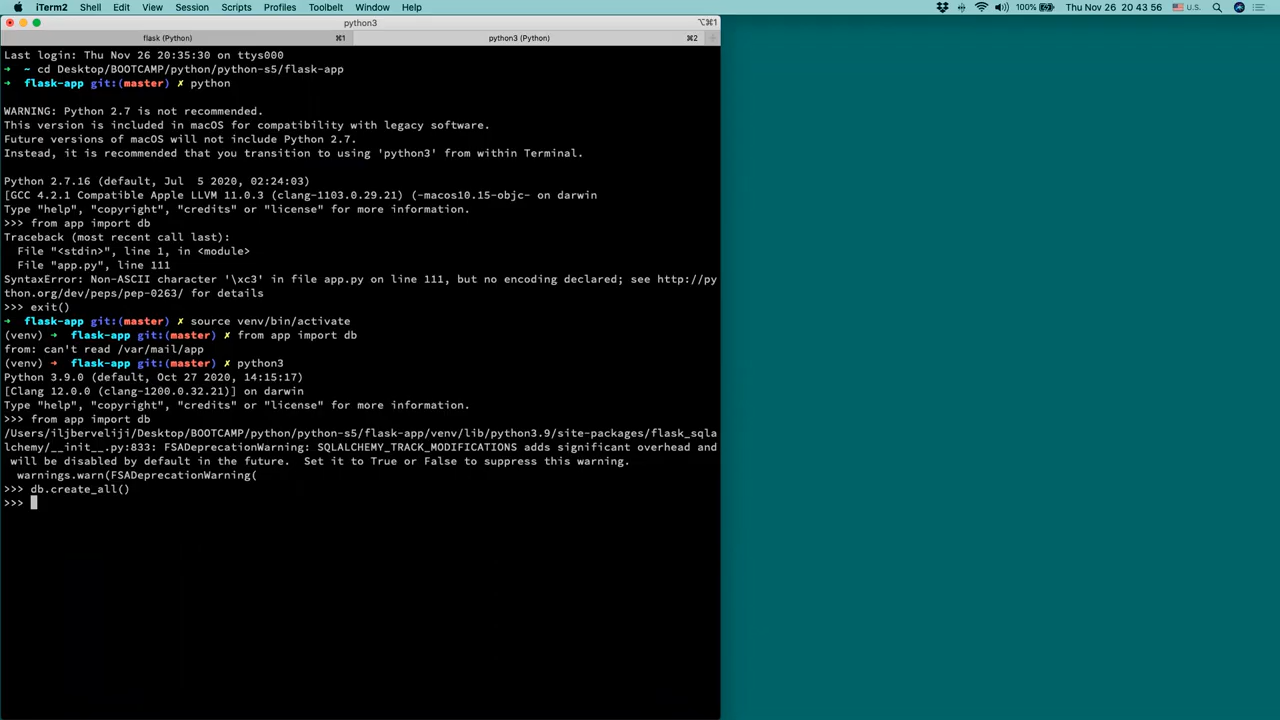 iTerm2 Shell Edit View Session Scripts Profiles Toolbelt Window Help 100% U.S. Thu Nov 26 20:43:56
python3 ⌥⌘1
flask (Python) ⌘1 python3 (Python) ⌘2 +
Last login: Thu Nov 26 20:35:30 on ttys000
➜ ~ cd Desktop/BOOTCAMP/python/python-s5/flask-app
➜ flask-app git:(master) ✗ python
WARNING: Python 2.7 is not recommended.
This version is included in macOS for compatibility with legacy software.
Future versions of macOS will not include Python 2.7.
Instead, it is recommended that you transition to using 'python3' from within Terminal.
Python 2.7.16 (default, Jul  5 2020, 02:24:03)
[GCC 4.2.1 Compatible Apple LLVM 11.0.3 (clang-1103.0.29.21) (-macos10.15-objc- on darwin
Type "help", "copyright", "credits" or "license" for more information.
>>> from app import db
Traceback (most recent call last):
  File "<stdin>", line 1, in <module>
  File "app.py", line 111
SyntaxError: Non-ASCII character '\xc3' in file app.py on line 111, but no encoding declared; see http://py
thon.org/dev/peps/pep-0263/ for details
>>> exit()
➜ flask-app git:(master) ✗ source venv/bin/activate
(venv) ➜ flask-app git:(master) ✗ from app import db
from: can't read /var/mail/app
(venv) ➜ flask-app git:(master) ✗ python3
Python 3.9.0 (default, Oct 27 2020, 14:15:17)
[Clang 12.0.0 (clang-1200.0.32.21)] on darwin
Type "help", "copyright", "credits" or "license" for more information.
>>> from app import db
/Users/iljberveliji/Desktop/BOOTCAMP/python/python-s5/flask-app/venv/lib/python3.9/site-packages/flask_sqla
lchemy/__init__.py:833: FSADeprecationWarning: SQLALCHEMY_TRACK_MODIFICATIONS adds significant overhead and
 will be disabled by default in the future.  Set it to True or False to suppress this warning.
  warnings.warn(FSADeprecationWarning(
>>> db.create_all()
>>>